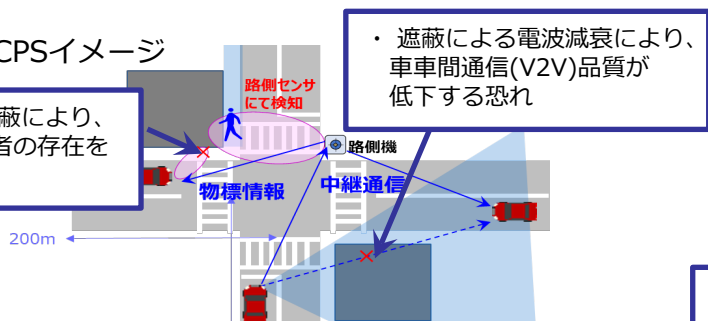 CPSイメージ
・ 遮蔽による電波減衰により、
車車間通信(V2V)品質が
低下する恐れ
蔽により、
者の存在を
路側センサ
にて検知
路側機
物標情報
中継通信
200m